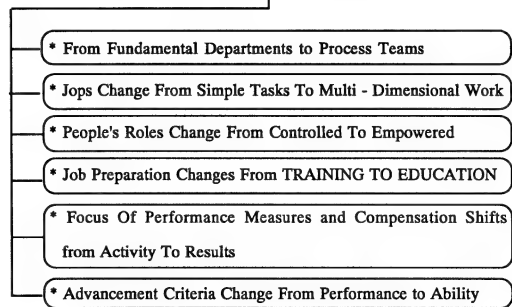 * From Fundamental Departments to Process Teams
* Jops Change From Simple Tasks To Multi - Dimensional Work
* People's Roles Change From Controlled To Empowered
* Job Preparation Changes From TRAINING TO EDUCATION
* Focus Of Performance Measures and Compensation Shifts
from Activity To Results
* Advancement Criteria Change From Performance to Ability